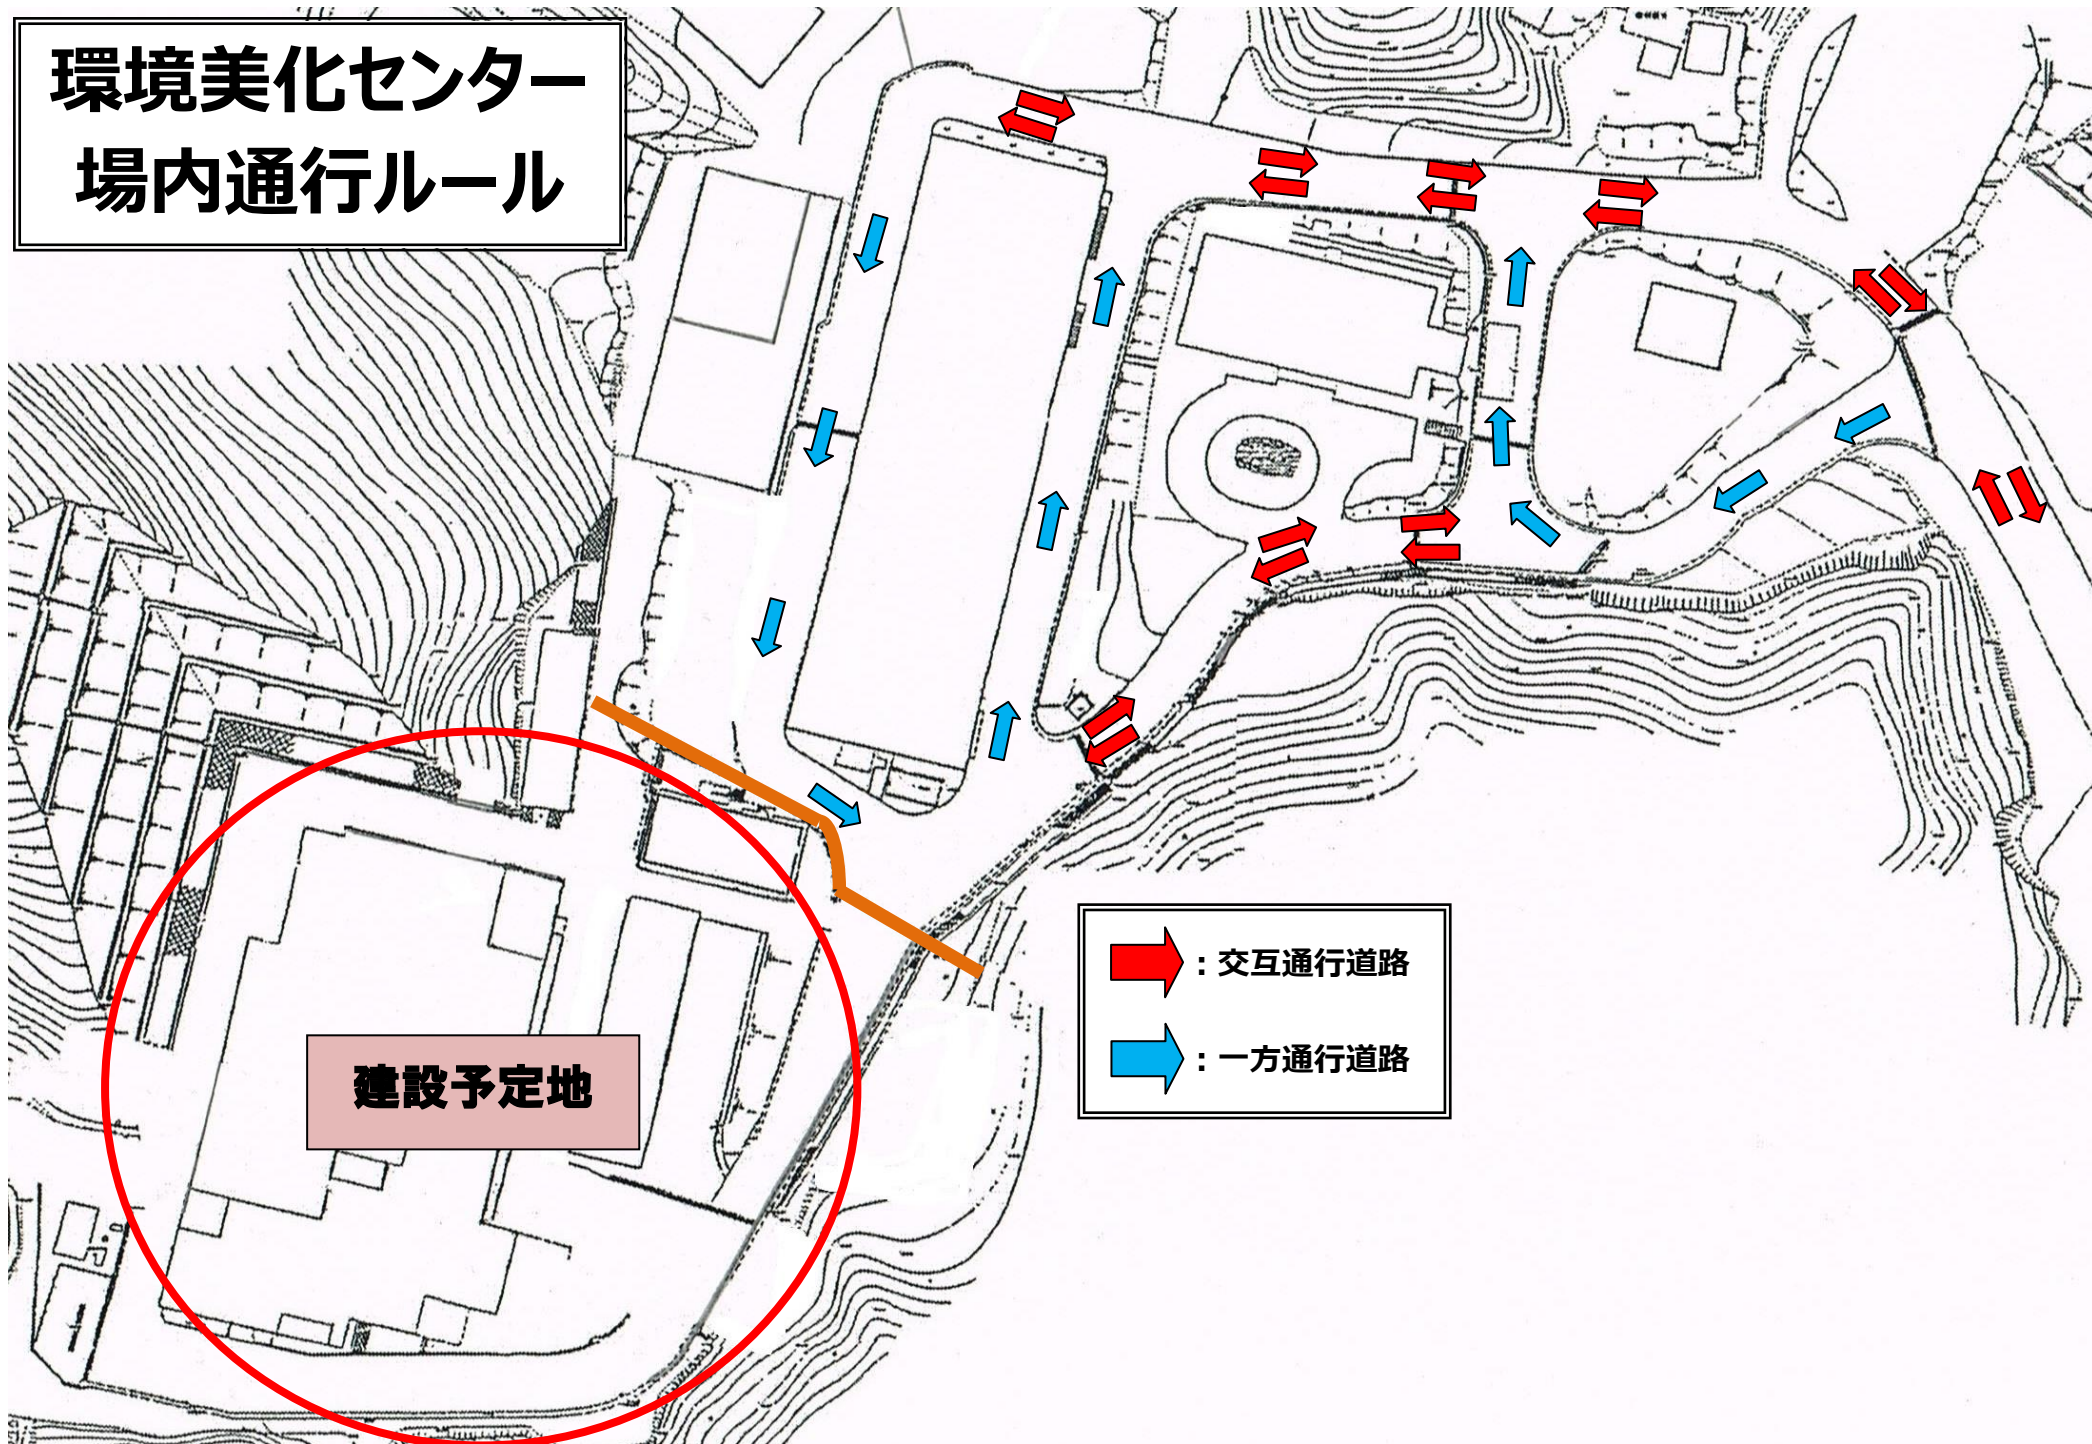 環境美化センター
場内通行ルール
建設予定地
：交互通行道路
：一方通行道路